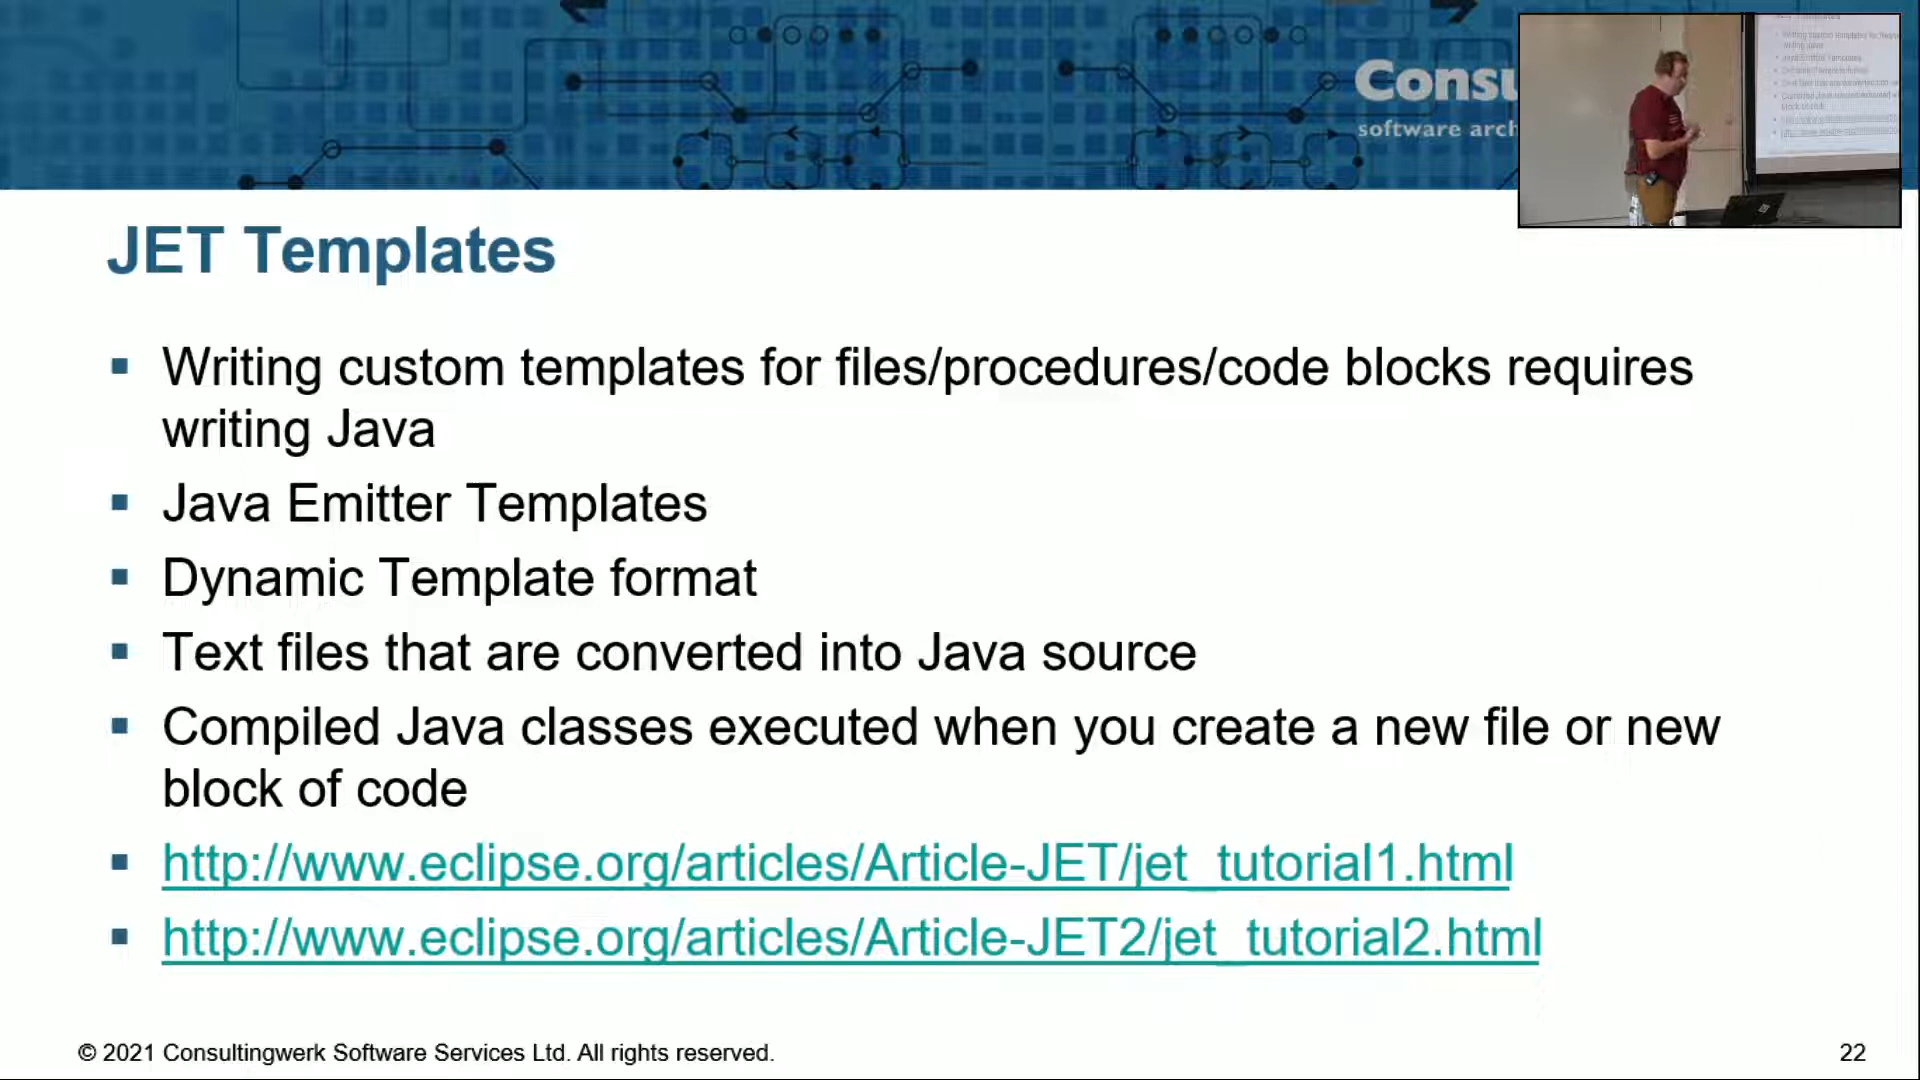 Consu
software arch
JET Templates
Writing custom templates for files/procedures/code blocks requires
writing Java
Java Emitter Templates
Dynamic Template format
Text files that are converted into Java source
Compiled Java classes executed when you create a new file or new
block of code
http://www.eclipse.org/articles/Article-JET/jet_tutorial1.html
http://www.eclipse.org/articles/Article-JET2/jet_tutorial2.html
© 2021 Consultingwerk Software Services Ltd. All rights reserved.
22